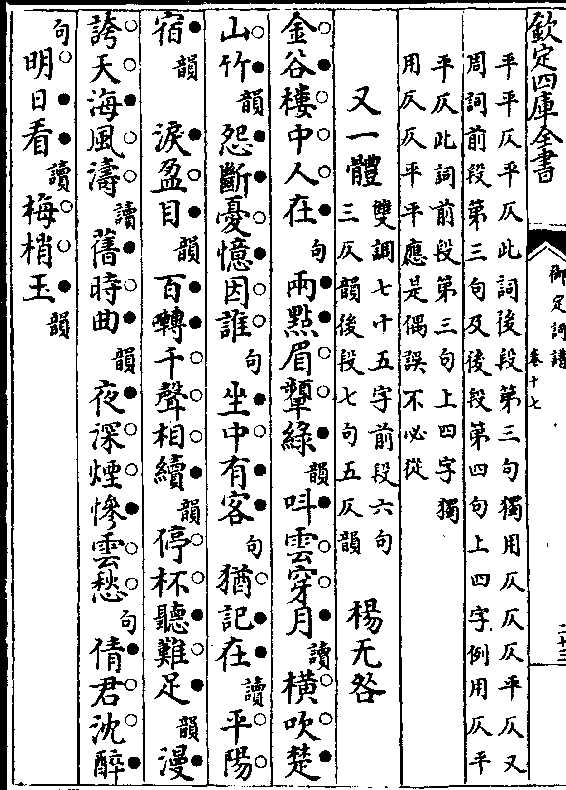 欽定四庫全書
御定詞譜
卷十七
二十三
平平仄平仄此詞後段第三句獨用仄仄仄平仄又
周詞前段第三句及後段第四句上四字例用仄平
平仄此詞前段第三句上四字獨
用仄仄平平應是偶誤不必從
又一體
雙調七十五字前段六句
三仄韻後段七句五仄韻
楊无咎
金谷樓中人在句兩點眉顰綠韻叫雲穿月讀橫吹楚
山竹韻怨斷憂憶因誰句坐中有客句猶記在讀平陽
宿韻淚盈目韻百轉千聲相續韻停杯聽難足韻漫
誇天海風濤讀舊時曲韻夜深煙慘雲愁句倩君沈醉
句明日看讀梅梢玉韻